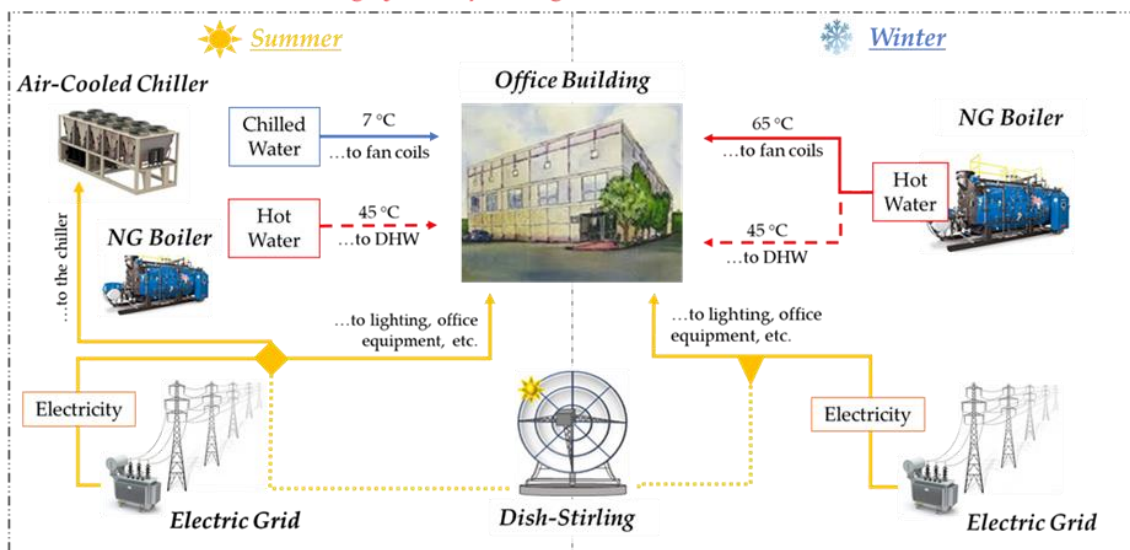 Summer
Winter
Air-Cooled Chiller
Office Building
NG Boiler
Chilled
Water
7 °C
...to fan coils
65 °C
...to fan coils
Hot
Water
Hot
Water
45 °C
...to DHW
45 °C
...to DHW
NG Boiler
...to the chiller
...to lighting, office
equipment, etc.
...to lighting, office
equipment, etc.
Electricity
Electricity
Electric Grid
Dish-Stirling
Electric Grid